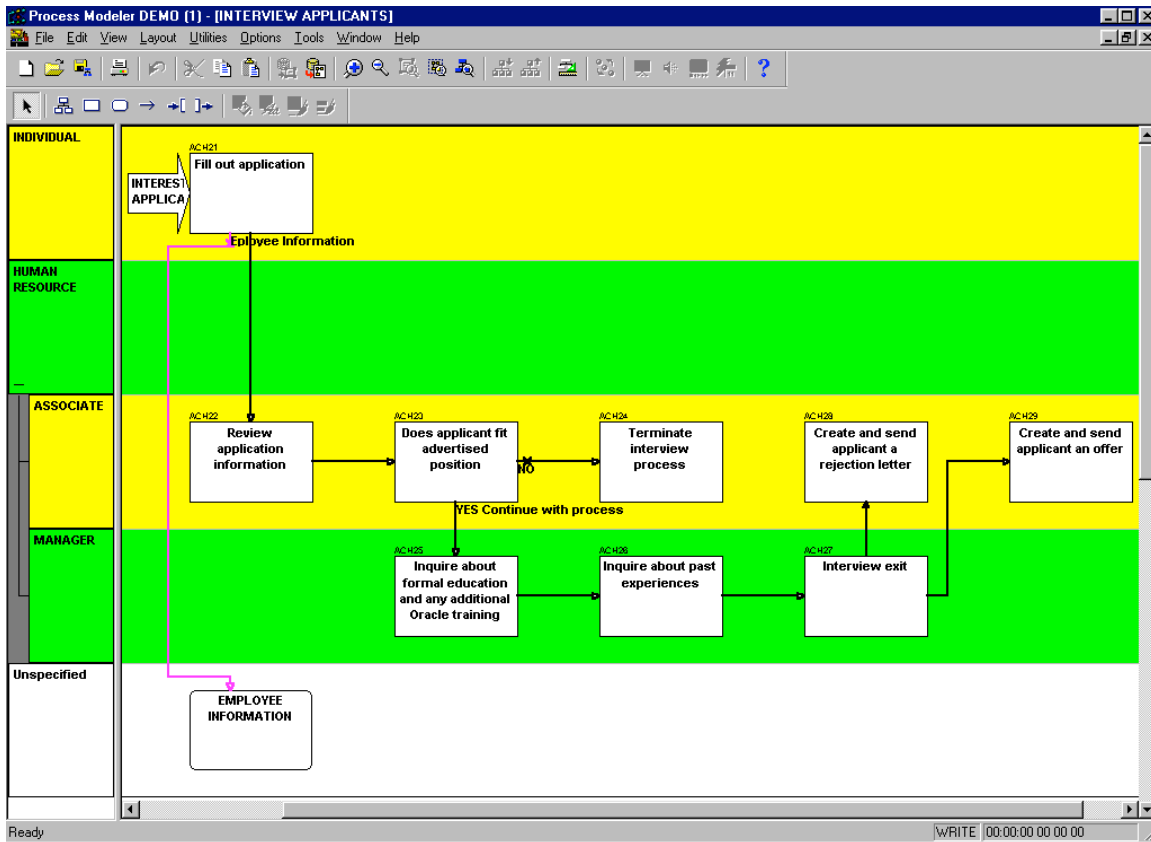 Process Modeler DEMO (1) - [INTERVIEW APPLICANTS]
File Edit View Layout Utilities Options Tools Window Help
INDIVIDUAL
ACH21
Fill out application
INTEREST
APPLICA
Eployee Information
HUMAN
RESOURCE
ASSOCIATE
ACH22
Review
application
information
ACH23
Does applicant fit
advertised
position
NO
ACH24
Terminate
interview
process
ACH28
Create and send
applicant a
rejection letter
ACH29
Create and send
applicant an offer
YES Continue with process
MANAGER
ACH25
Inquire about
formal education
and any additional
Oracle training
ACH26
Inquire about past
experiences
ACH27
Interview exit
Unspecified
EMPLOYEE
INFORMATION
Ready
WRITE 00:00:00 00 00 00